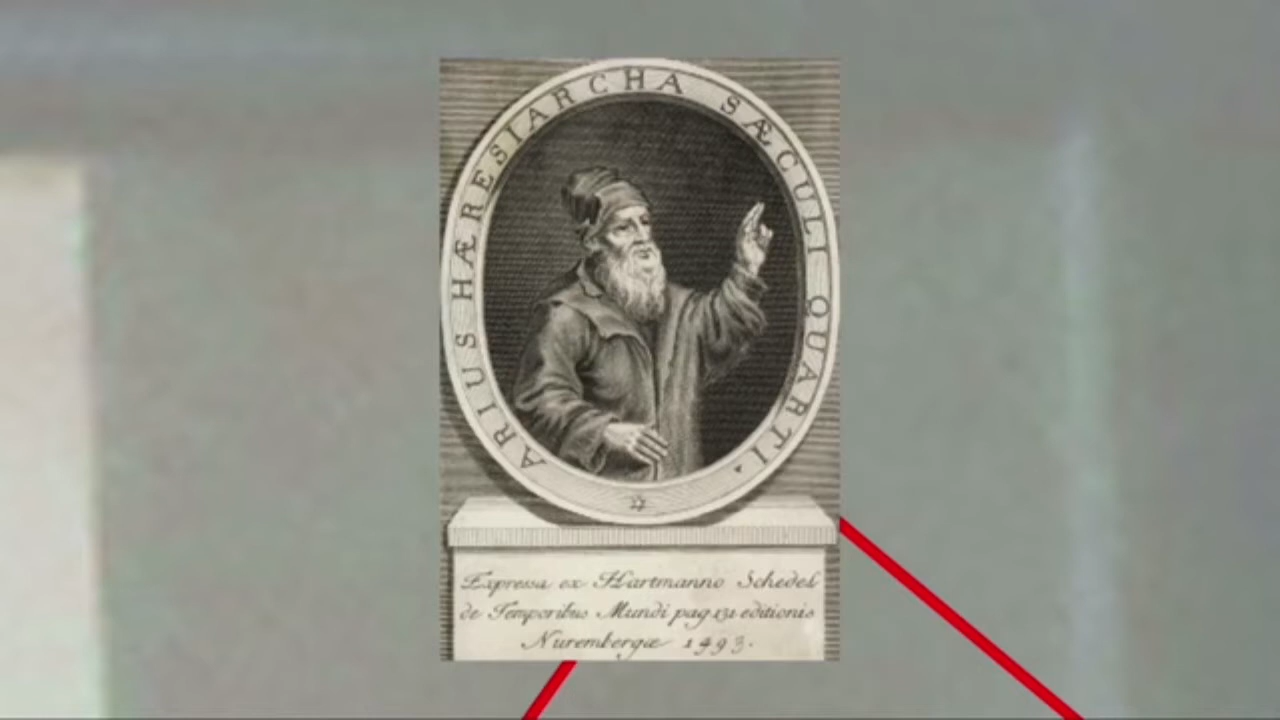 ARIUS HÆRESIARCHA SÆCULI QUARTI.
Expressa ex Hartmanno Schedel
de Temporibus Mundi pag 131 editionis
Nurembergæ 1493.